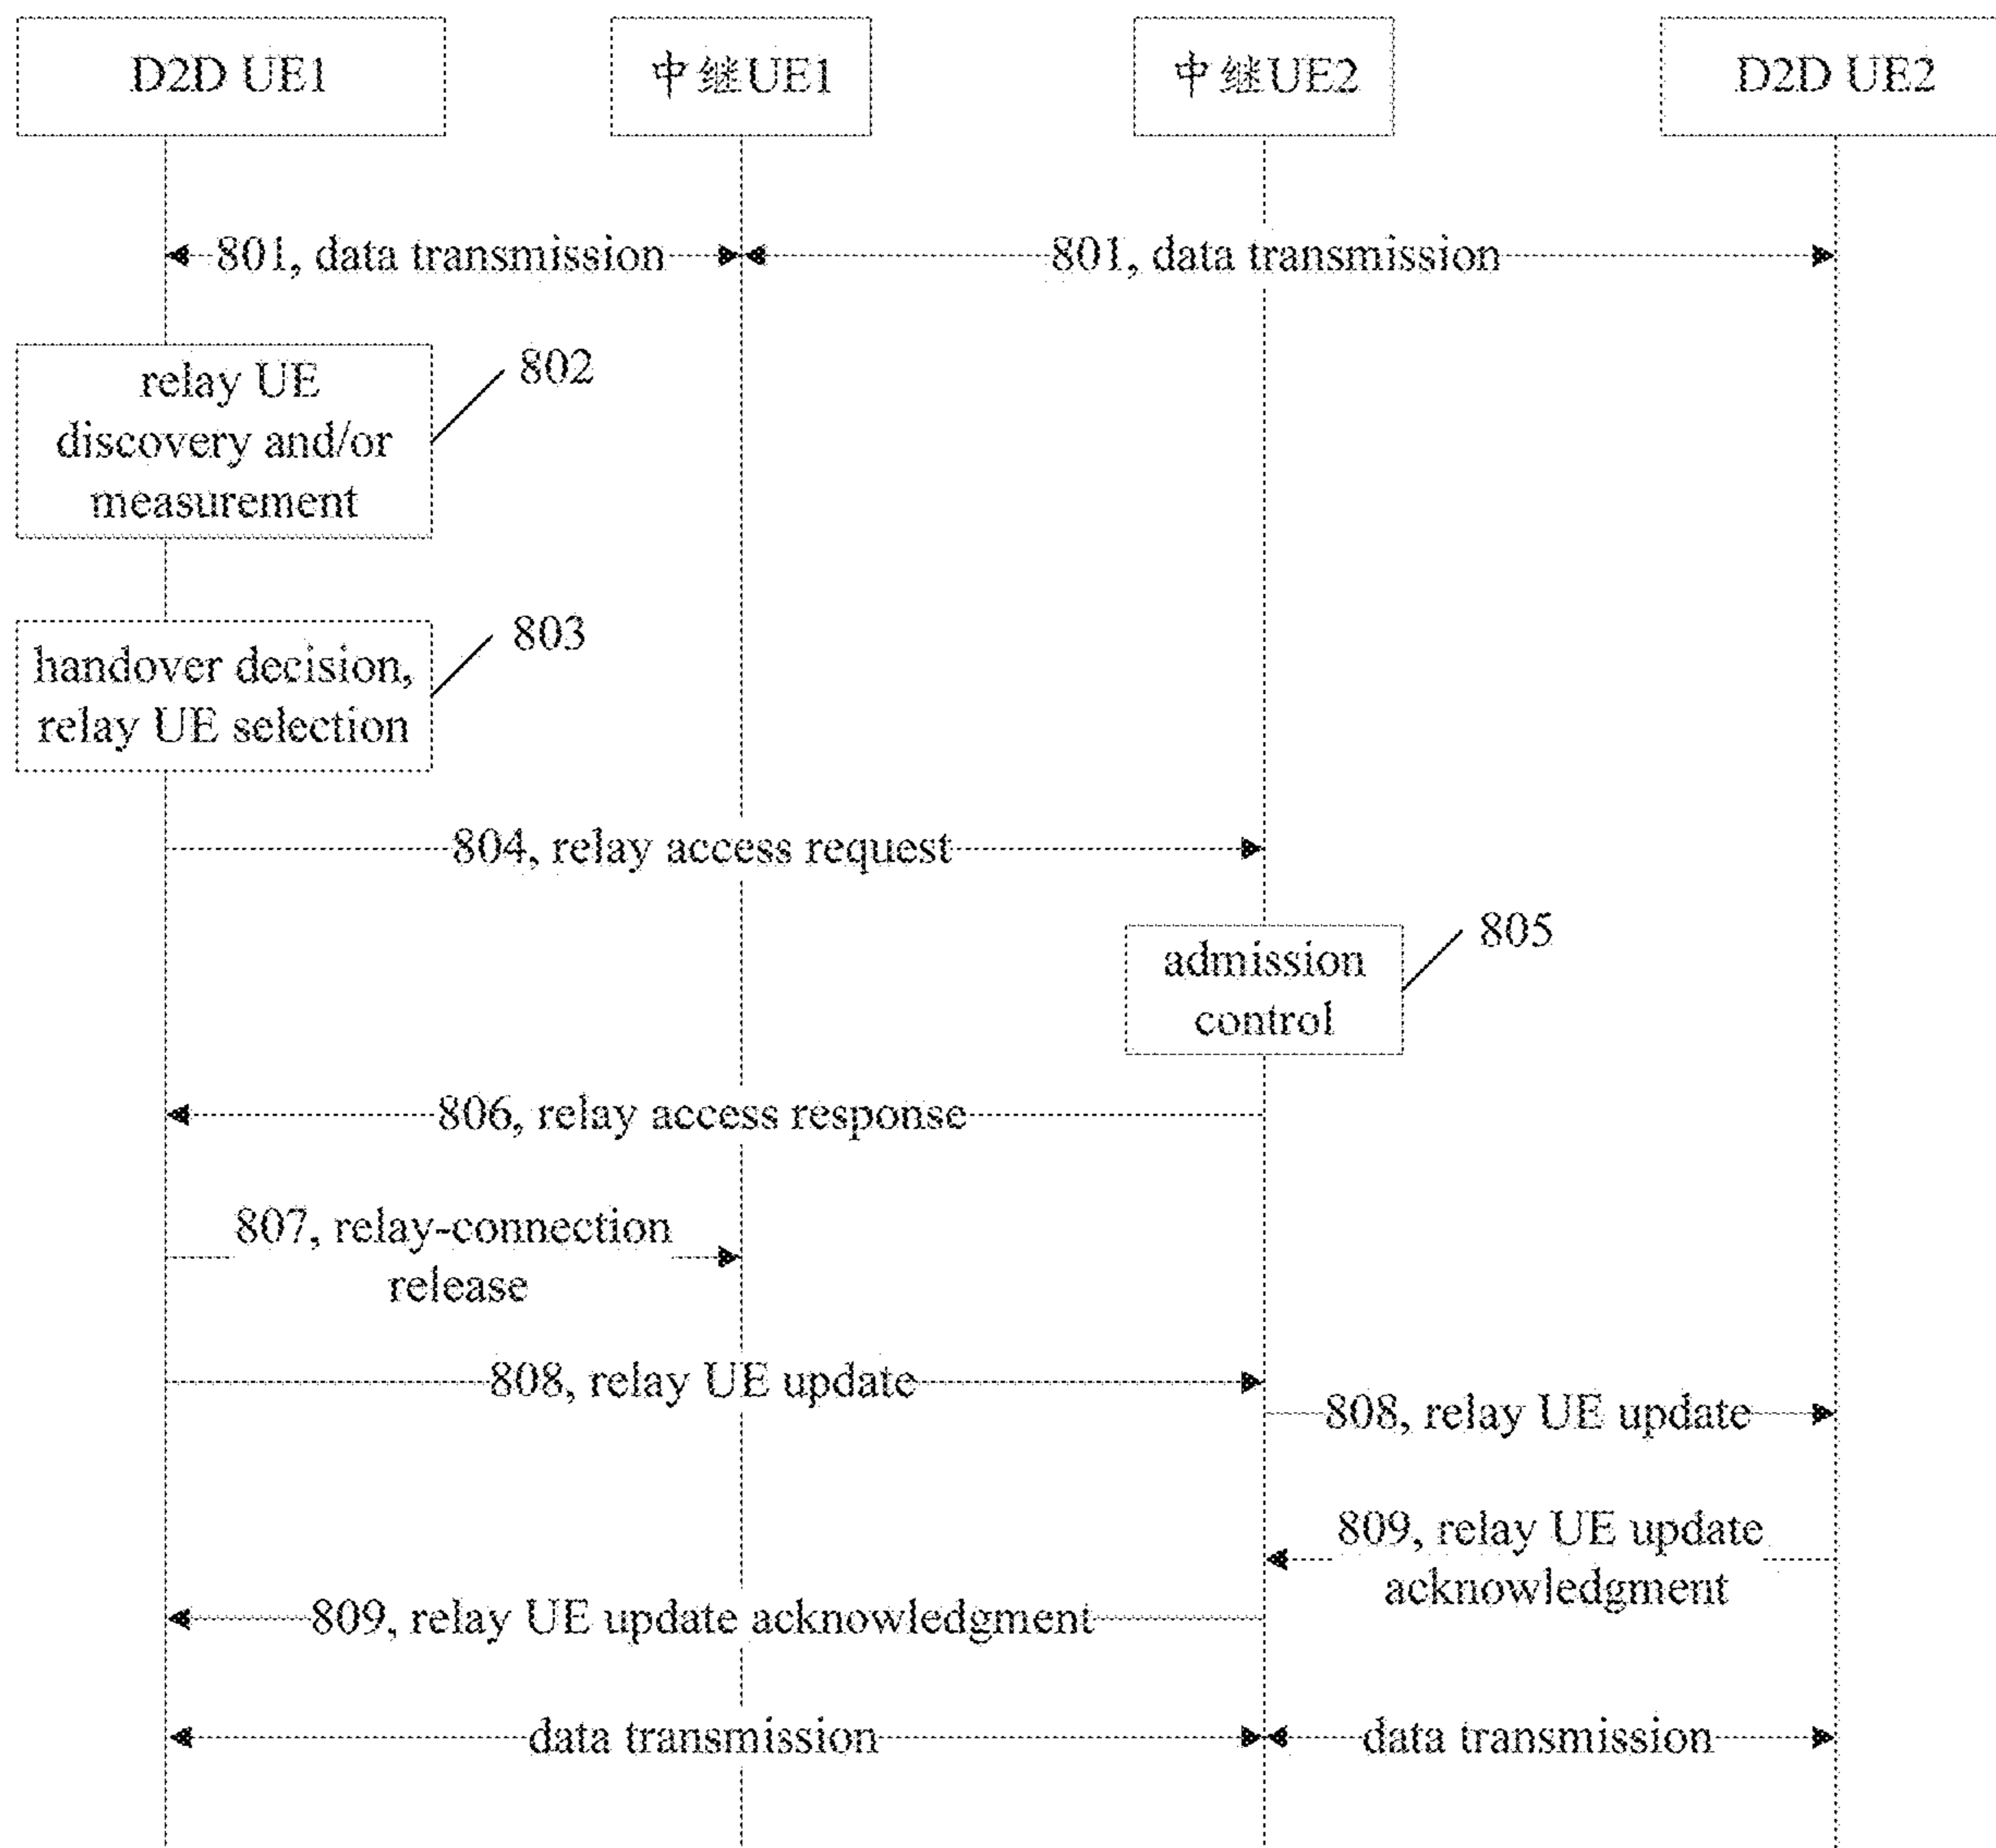 D2D UE1
中继UE1
中继UE2
D2D UE2
801, data transmission
801, data transmission
relay UE
discovery and/or
measurement
802
handover decision,
relay UE selection
803
804, relay access request
admission
control
805
806, relay access response
807, relay-connection
release
808, relay UE update
808, relay UE update
809, relay UE update
acknowledgment
809, relay UE update acknowledgment
data transmission
data transmission